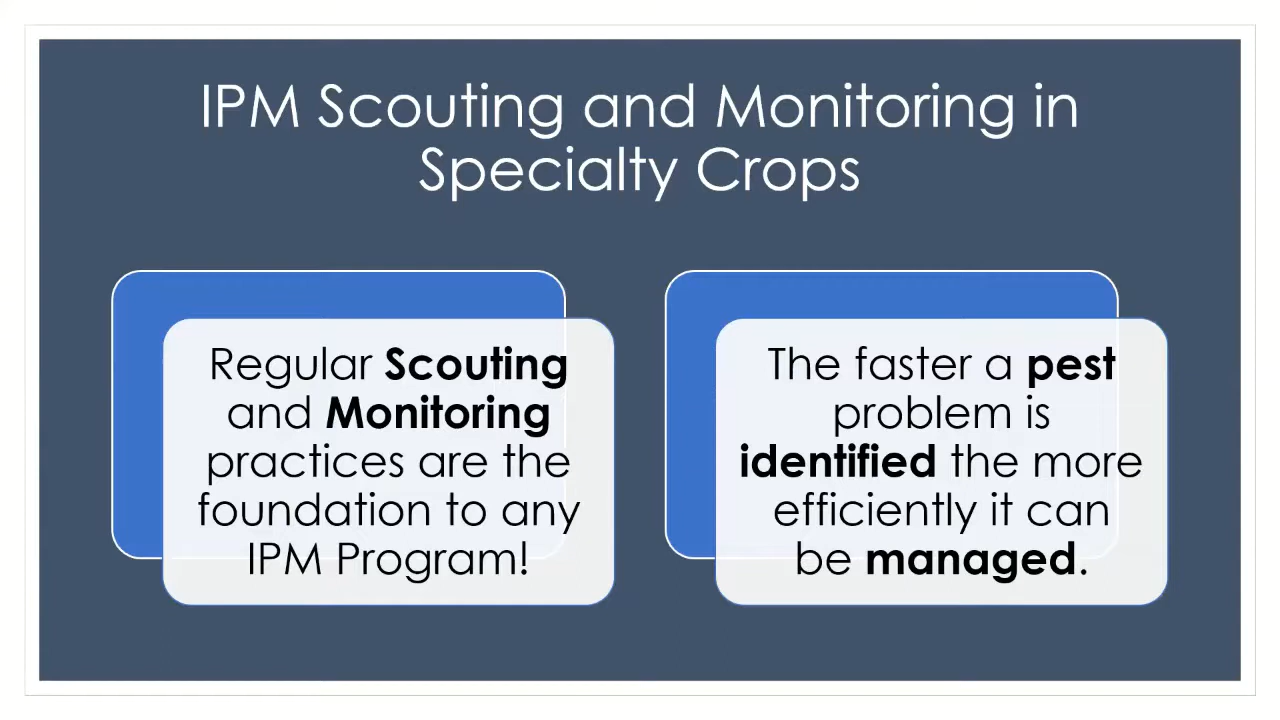 IPM Scouting and Monitoring in
Specialty Crops
Regular Scouting
and Monitoring
practices are the
foundation to any
IPM Program!
The faster a pest
problem is
identified the more
efficiently it can
be managed.